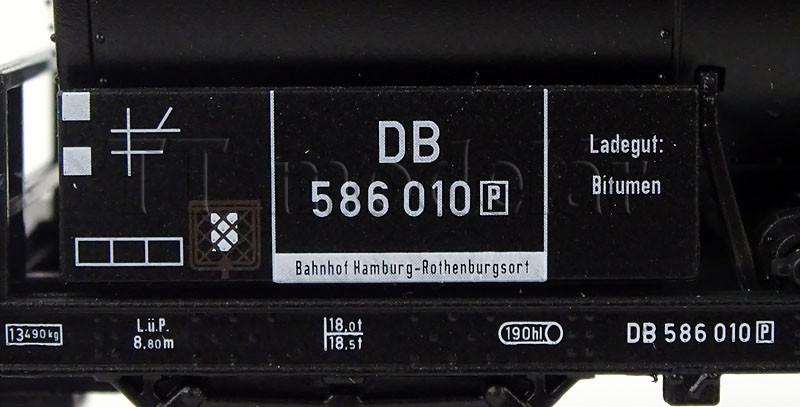 DB
586 010 P
Bahnhof Hamburg-Rothenburgsort
Ladegut:
Bitumen
13490kg
L.ü.P.
8,80m
18,0t
18,5t
190hl
DB 586 010 P